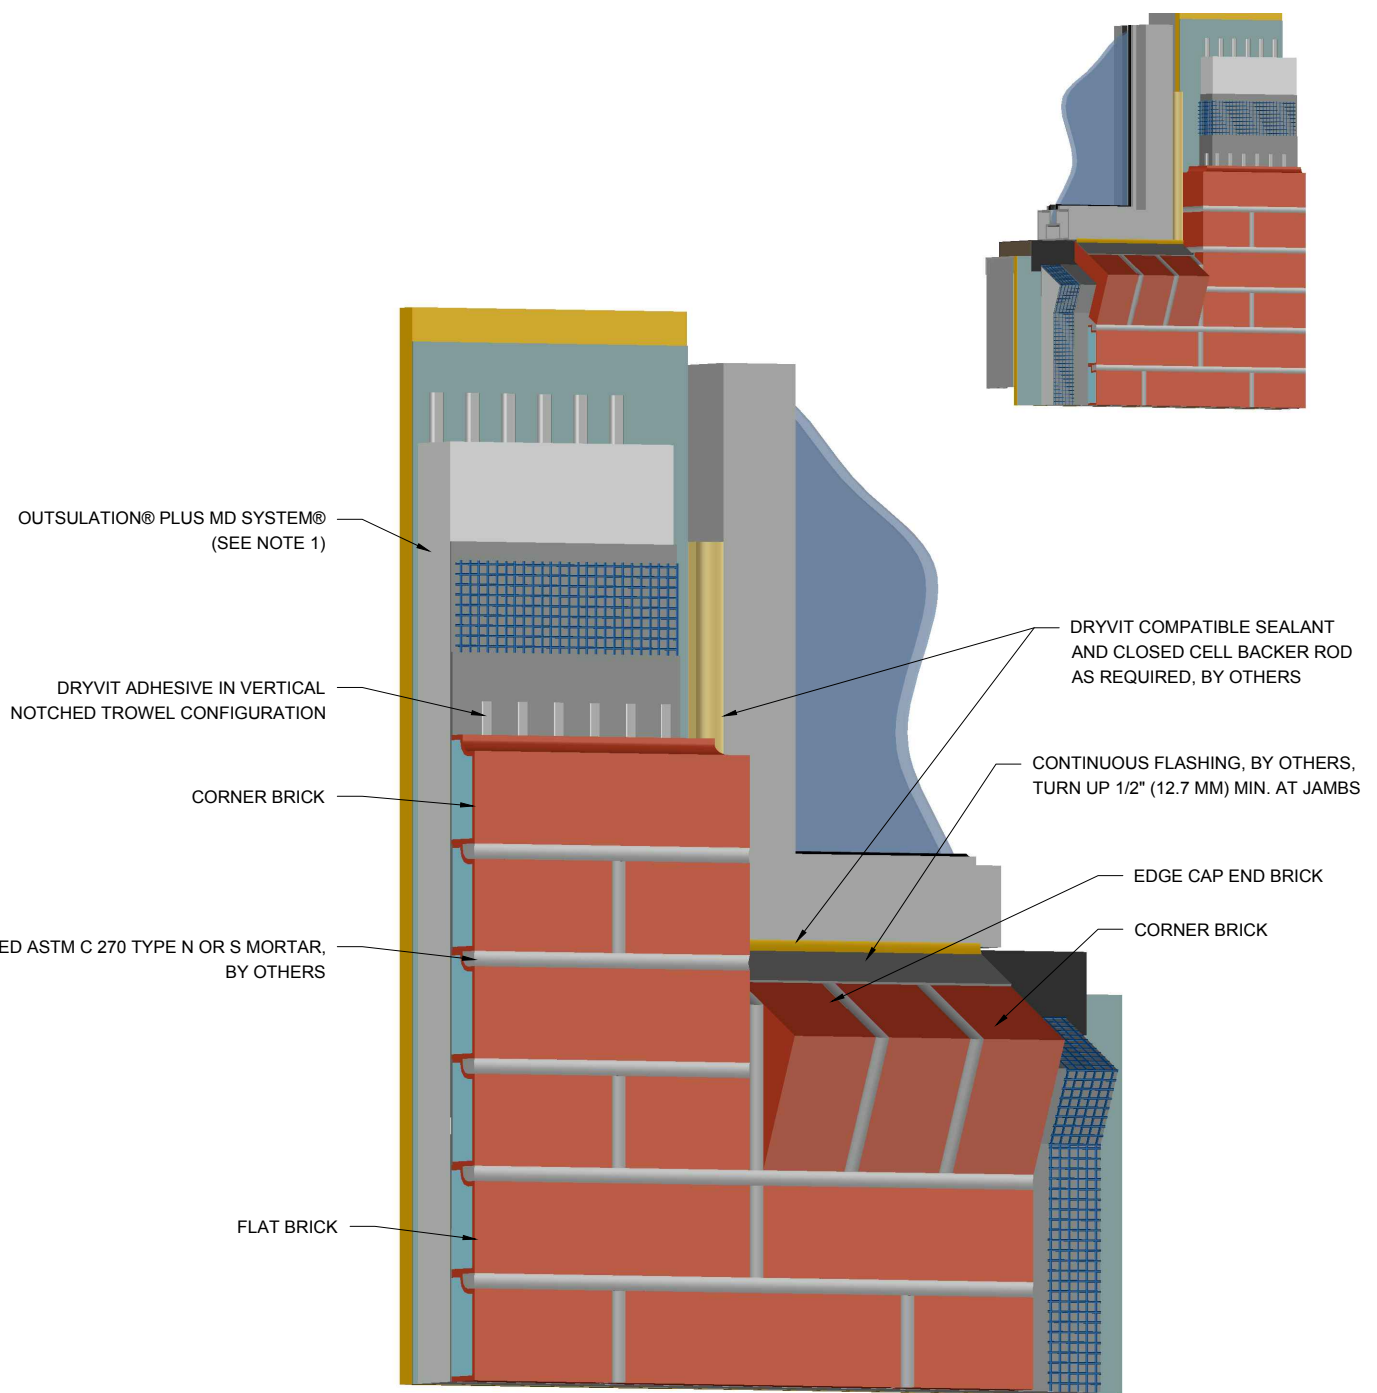 OUTSULATION® PLUS MD SYSTEM®
(SEE NOTE 1)
DRYVIT ADHESIVE IN VERTICAL
NOTCHED TROWEL CONFIGURATION
CORNER BRICK
ASTM C 270 TYPE N OR S MORTAR,
BY OTHERS
FLAT BRICK
DRYVIT COMPATIBLE SEALANT
AND CLOSED CELL BACKER ROD
AS REQUIRED, BY OTHERS
CONTINUOUS FLASHING, BY OTHERS,
TURN UP 1/2" (12.7 MM) MIN. AT JAMBS
EDGE CAP END BRICK
CORNER BRICK